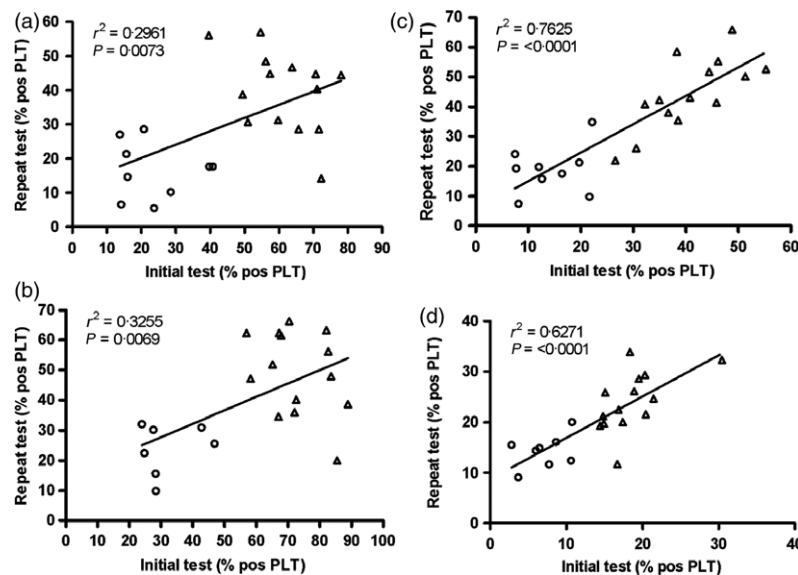 (a)
r² = 0·2961
P = 0·0073
Repeat test (% pos PLT)
60
50
40
30
20
10
0
0 10 20 30 40 50 60 70 80 90
Initial test (% pos PLT)
(c)
r² = 0·7625
P = <0·0001
Repeat test (% pos PLT)
70
60
50
40
30
20
10
0
0 10 20 30 40 50 60
Initial test (% pos PLT)
(b)
r² = 0·3255
P = 0·0069
Repeat test (% pos PLT)
70
60
50
40
30
20
10
0
0 10 20 30 40 50 60 70 80 90 100
Initial test (% pos PLT)
(d)
r² = 0·6271
P = <0·0001
Repeat test (% pos PLT)
40
30
20
10
0
0 10 20 30 40
Initial test (% pos PLT)